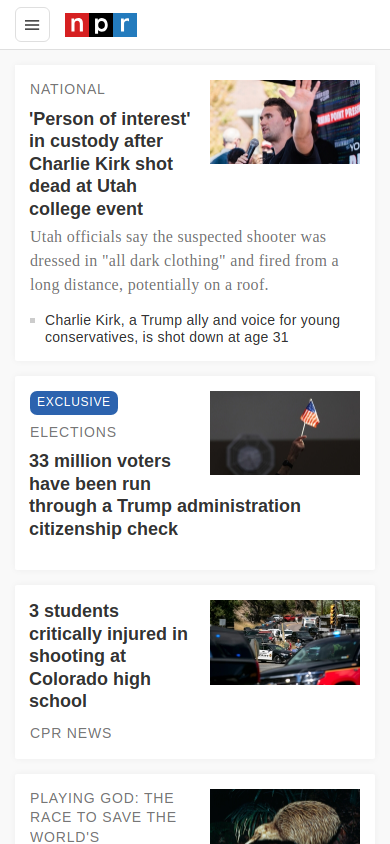 npr
NATIONAL
'Person of interest'
in custody after
Charlie Kirk shot
dead at Utah
college event
Utah officials say the suspected shooter was
dressed in "all dark clothing" and fired from a
long distance, potentially on a roof.
Charlie Kirk, a Trump ally and voice for young
conservatives, is shot down at age 31
EXCLUSIVE
ELECTIONS
33 million voters
have been run
through a Trump administration
citizenship check
3 students
critically injured in
shooting at
Colorado high
school
CPR NEWS
PLAYING GOD: THE
RACE TO SAVE THE
WORLD'S